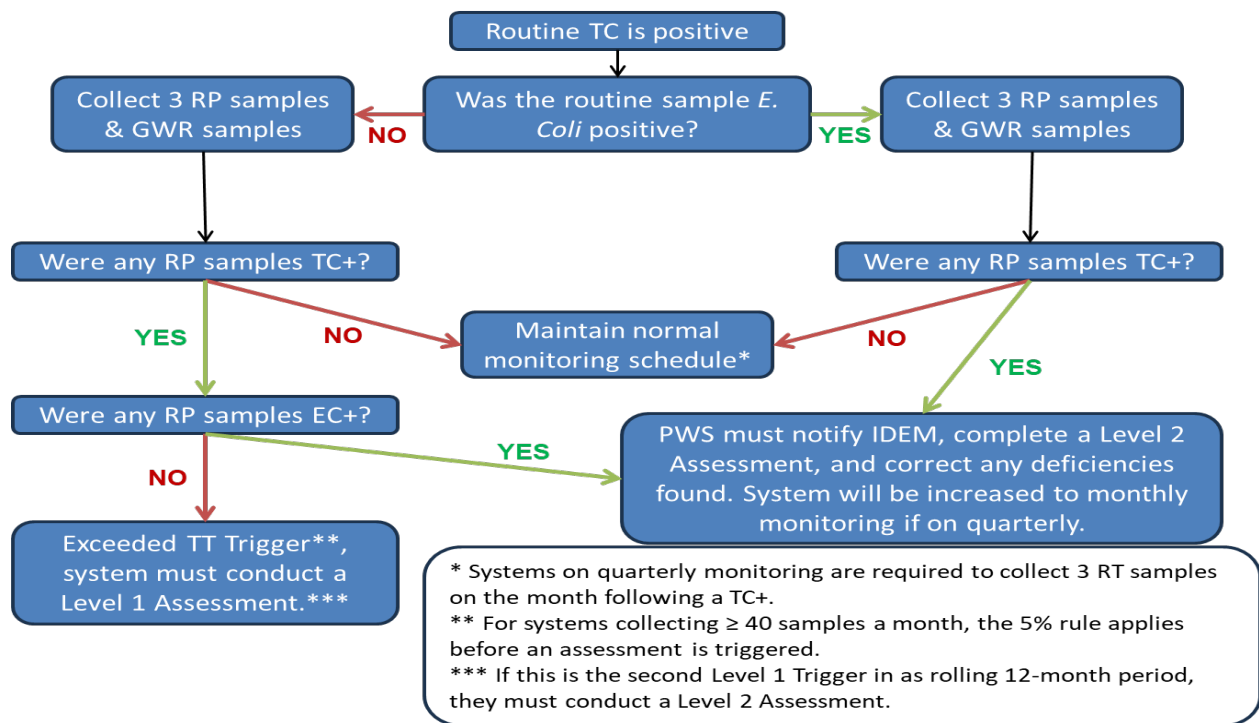 Routine TC is positive
Collect 3 RP samples
& GWR samples
NO
Was the routine sample E.
Coli positive?
YES
Collect 3 RP samples
& GWR samples
Were any RP samples TC+?
Were any RP samples TC+?
YES
NO
Maintain normal
monitoring schedule*
NO
YES
Were any RP samples EC+?
NO
YES
PWS must notify IDEM, complete a Level 2
Assessment, and correct any deficiencies
found. System will be increased to monthly
monitoring if on quarterly.
Exceeded TT Trigger**,
system must conduct a
Level 1 Assessment.***
* Systems on quarterly monitoring are required to collect 3 RT samples
on the month following a TC+.
** For systems collecting ≥ 40 samples a month, the 5% rule applies
before an assessment is triggered.
*** If this is the second Level 1 Trigger in as rolling 12-month period,
they must conduct a Level 2 Assessment.